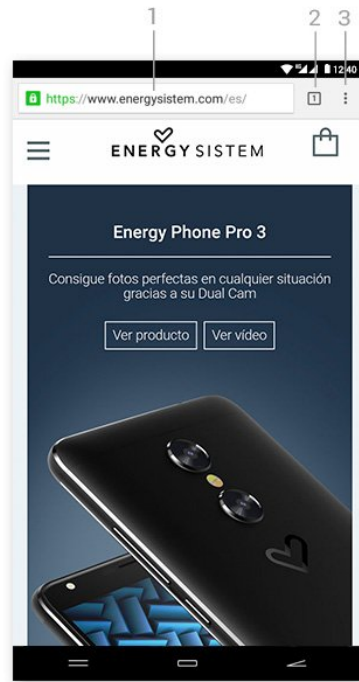 1 2 3
12:40
https://www.energysistem.com/es/ 1
ENERGY SISTEM
Energy Phone Pro 3
Consigue fotos perfectas en cualquier situación
gracias a su Dual Cam
Ver producto Ver vídeo